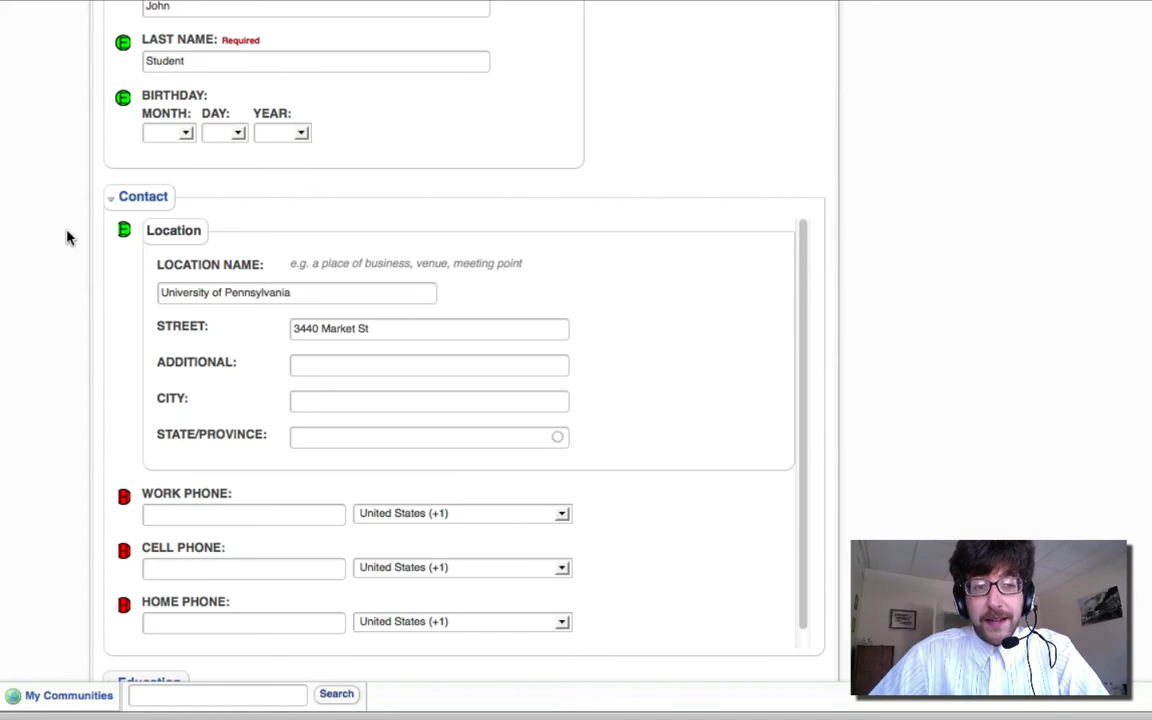 John
LAST NAME: Required
Student
BIRTHDAY:
MONTH: DAY: YEAR:
Contact
Location
LOCATION NAME: e.g. a place of business, venue, meeting point
University of Pennsylvania
STREET: 3440 Market St
ADDITIONAL:
CITY:
STATE/PROVINCE:
WORK PHONE:
United States (+1)
CELL PHONE:
United States (+1)
HOME PHONE:
United States (+1)
Education
My Communities Search